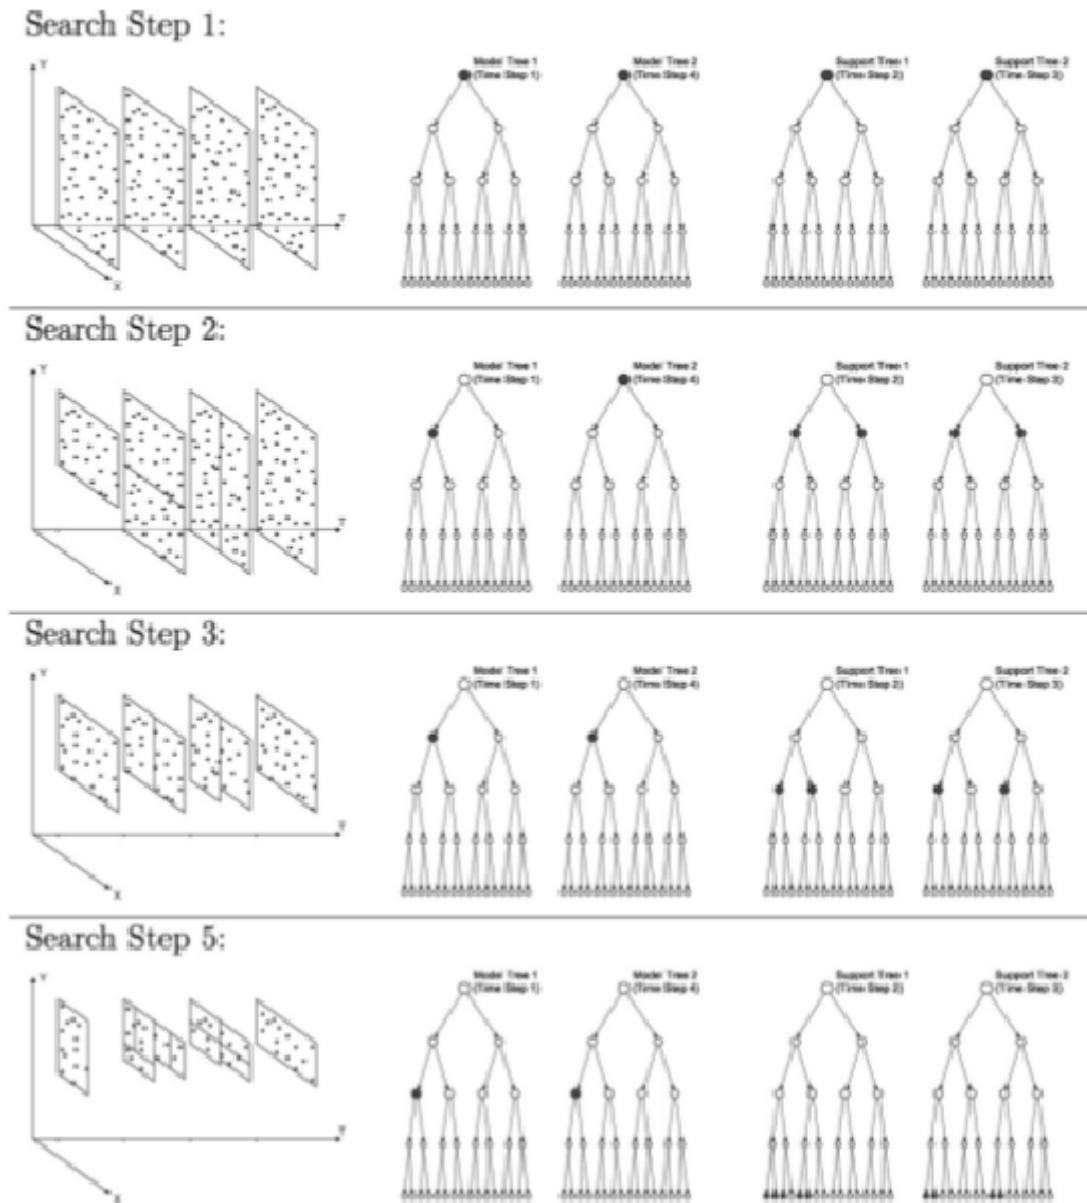 Search Step 1:
Y
Model Tree 1
(Time Step 1)
Model Tree 2
(Time Step 4)
Support Tree 1
(Time Step 2)
Support Tree 2
(Time Step 3)
X
Search Step 2:
Y
Model Tree 1
(Time Step 1)
Model Tree 2
(Time Step 4)
Support Tree 1
(Time Step 2)
Support Tree 2
(Time Step 3)
X
Search Step 3:
Y
Model Tree 1
(Time Step 1)
Model Tree 2
(Time Step 4)
Support Tree 1
(Time Step 2)
Support Tree 2
(Time Step 3)
X
Search Step 5:
Y
Model Tree 1
(Time Step 1)
Model Tree 2
(Time Step 4)
Support Tree 1
(Time Step 2)
Support Tree 2
(Time Step 3)
X